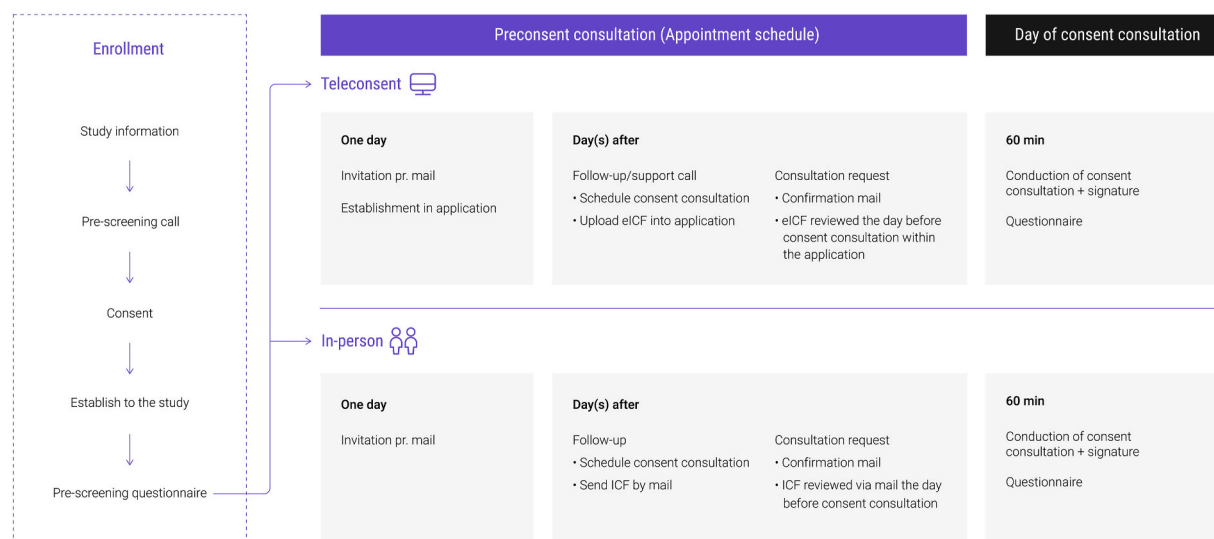 Enrollment
Study information
Pre-screening call
Consent
Establish to the study
Pre-screening questionnaire
Preconsent consultation (Appointment schedule)
Day of consent consultation
Teleconsent
One day
Invitation pr. mail
Establishment in application
Day(s) after
Follow-up/support call
• Schedule consent consultation
• Upload eICF into application
Consultation request
• Confirmation mail
• eICF reviewed the day before
consent consultation within
the application
60 min
Conduction of consent
consultation + signature
Questionnaire
In-person
One day
Invitation pr. mail
Day(s) after
Follow-up
• Schedule consent consultation
• Send ICF by mail
Consultation request
• Confirmation mail
• ICF reviewed via mail the day
before consent consultation
60 min
Conduction of consent
consultation + signature
Questionnaire